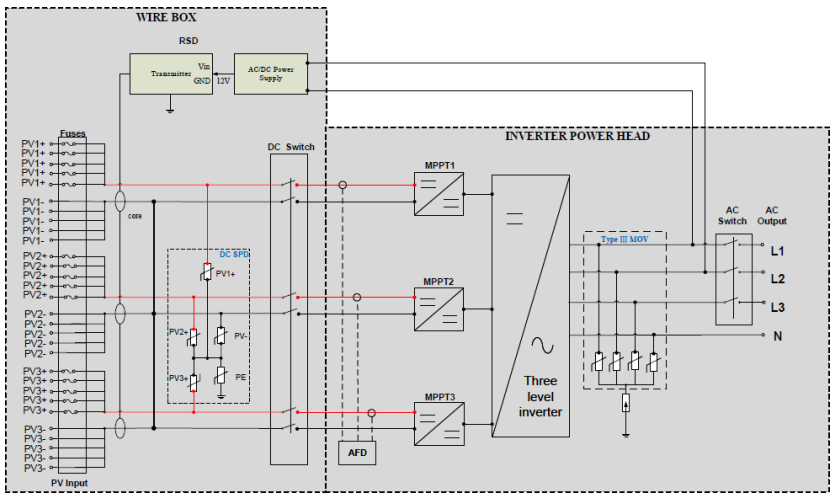 WIRE BOX
RSD
Transmitter
Vin
GND
12V
AC/DC Power
Supply
Fuses
DC Switch
INVERTER POWER HEAD
PV1+
PV1+
PV1+
PV1+
PV1+
MPPT1
PV1-
PV1-
PV1-
PV1-
PV1-
core
AC
Switch
AC
Output
DC SPD
Type III MOV
L1
PV2+
PV2+
PV2+
PV2+
PV2+
PV1+
MPPT2
L2
L3
PV2-
PV2-
PV2-
PV2-
PV2-
PV2+
PV-
N
PV3+
PV3+
PV3+
PV3+
PV3+
PV3+
PE
Three
level
inverter
MPPT3
PV3-
PV3-
PV3-
PV3-
PV3-
AFD
PV Input